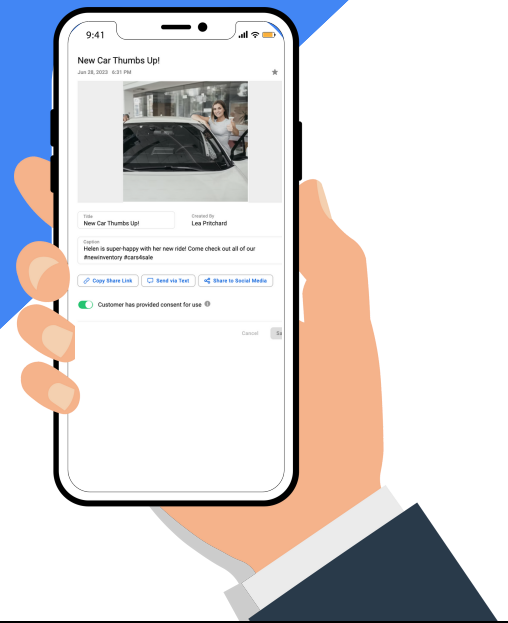 9:41
New Car Thumbs Up!
Jun 28, 2023 6:31 PM
Title
New Car Thumbs Up!
Created By
Lea Pritchard
Caption
Helen is super-happy with her new ride! Come check out all of our
#newinventory #cars4sale
Copy Share Link
Send via Text
Share to Social Media
Customer has provided consent for use
Cancel